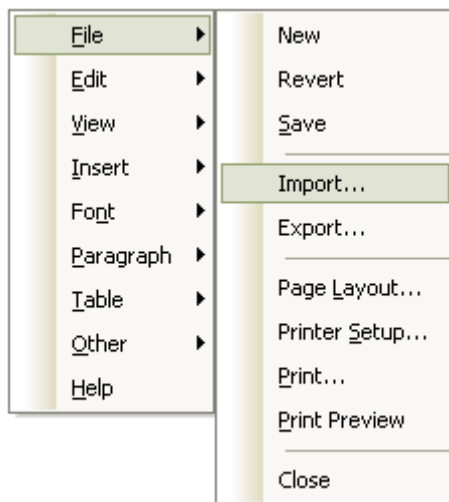 File
Edit
View
Insert
Font
Paragraph
Table
Other
Help
New
Revert
Save
Import...
Export...
Page Layout...
Printer Setup...
Print...
Print Preview
Close